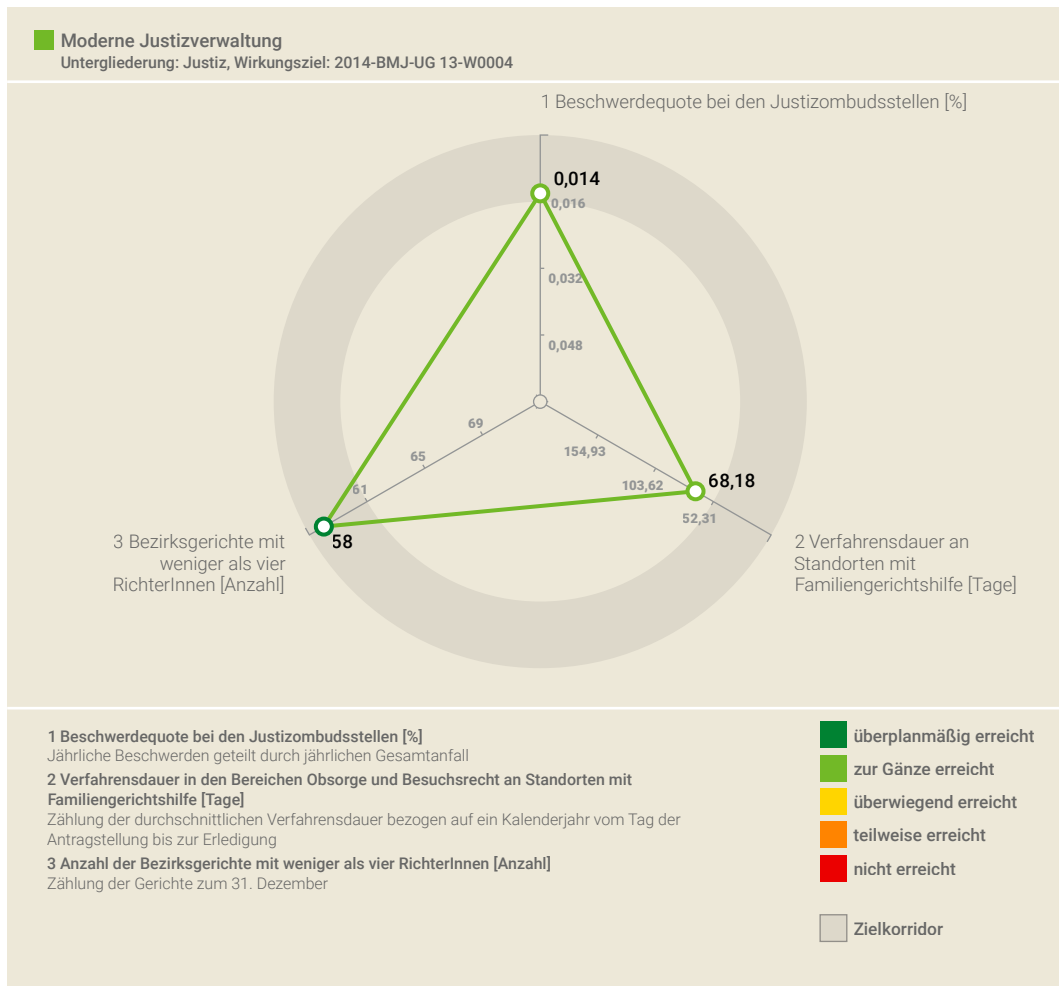 Moderne Justizverwaltung
Untergliederung: Justiz, Wirkungsziel: 2014-BMJ-UG 13-W0004
1 Beschwerdequote bei den Justizombudsstellen [%]
0,014
0,016
0,032
0,048
69
65
61
58
154,93
103,62
68,18
52,31
3 Bezirksgerichte mit
weniger als vier
RichterInnen [Anzahl]
2 Verfahrensdauer an
Standorten mit
Familiengerichtshilfe [Tage]
1 Beschwerdequote bei den Justizombudsstellen [%]
Jährliche Beschwerden geteilt durch jährlichen Gesamtanfall
2 Verfahrensdauer in den Bereichen Obsorge und Besuchsrecht an Standorten mit
Familiengerichtshilfe [Tage]
Zählung der durchschnittlichen Verfahrensdauer bezogen auf ein Kalenderjahr vom Tag der
Antragstellung bis zur Erledigung
3 Anzahl der Bezirksgerichte mit weniger als vier RichterInnen [Anzahl]
Zählung der Gerichte zum 31. Dezember
überplanmäßig erreicht
zur Gänze erreicht
überwiegend erreicht
teilweise erreicht
nicht erreicht
Zielkorridor